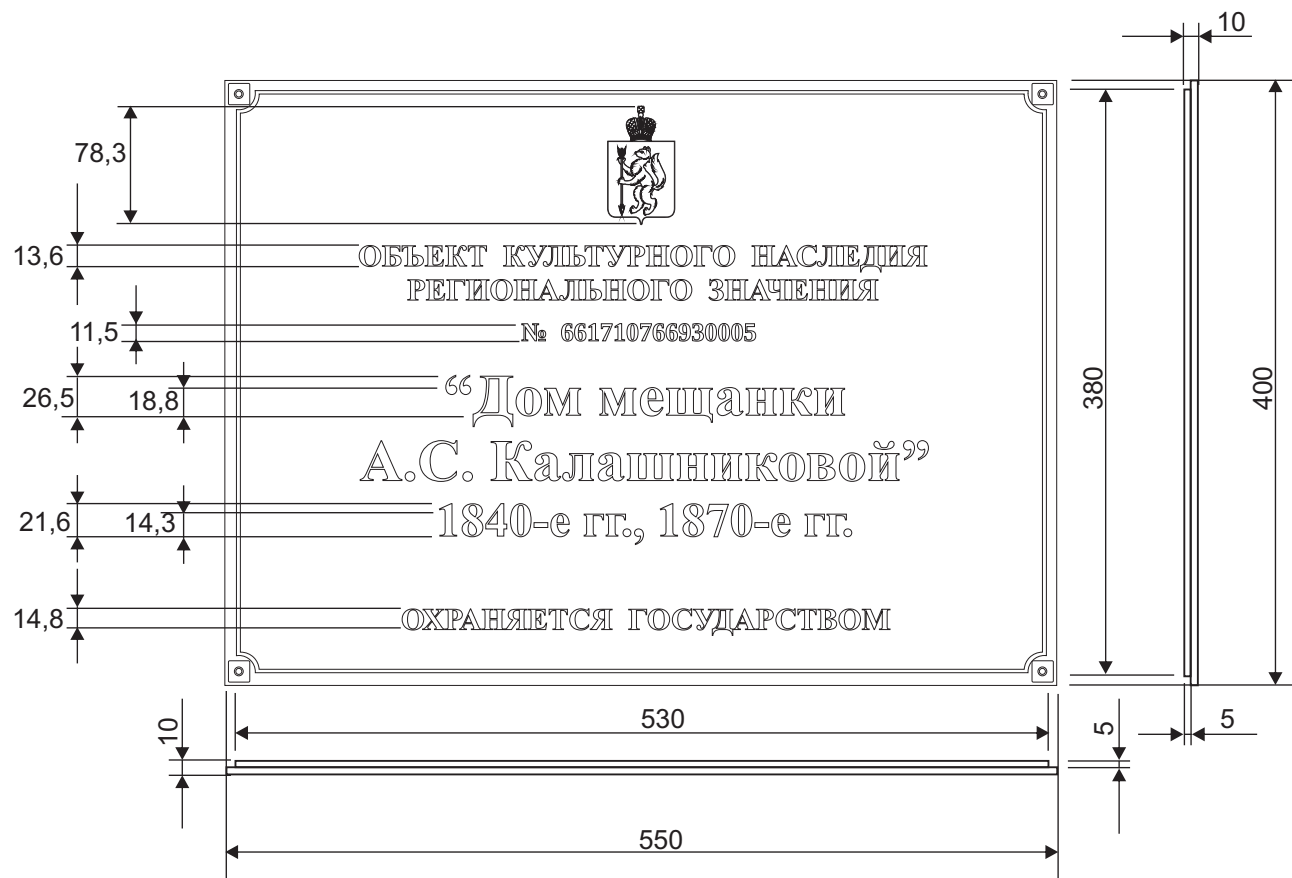 10
78,3
13,6
ОБЪЕКТ КУЛЬТУРНОГО НАСЛЕДИЯ
РЕГИОНАЛЬНОГО ЗНАЧЕНИЯ
11,5
№ 661710766930005
26,5
18,8
“Дом мещанки
380
400
А.С. Калашниковой”
21,6
14,3
1840-е гг., 1870-е гг.
14,8
ОХРАНЯЕТСЯ ГОСУДАРСТВОМ
10
530
5
5
550